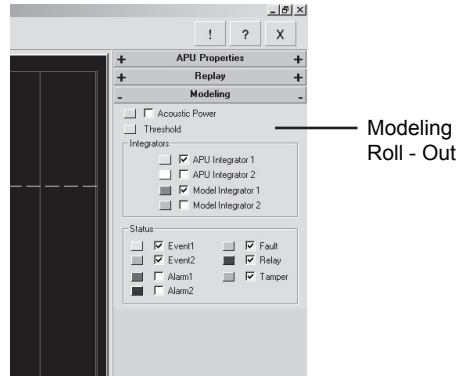 ! ? X
+ APU Properties +
+ Replay +
- Modeling -
Acoustic Power
Threshold
Integrators
APU Integrator 1
APU Integrator 2
Model Integrator 1
Model Integrator 2
Status
Event1 Fault
Event2 Relay
Alarm1 Tamper
Alarm2
Modeling
Roll - Out